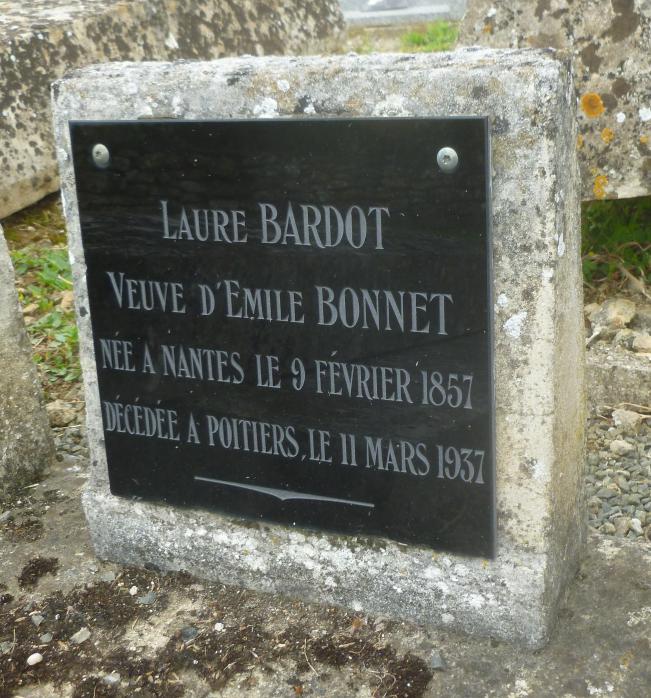 LAURE BARDOT
VEUVE D'EMILE BONNET
NÉE A NANTES LE 9 FÉVRIER 1857
DÉCÉDÉE A POITIERS, LE 11 MARS 1937